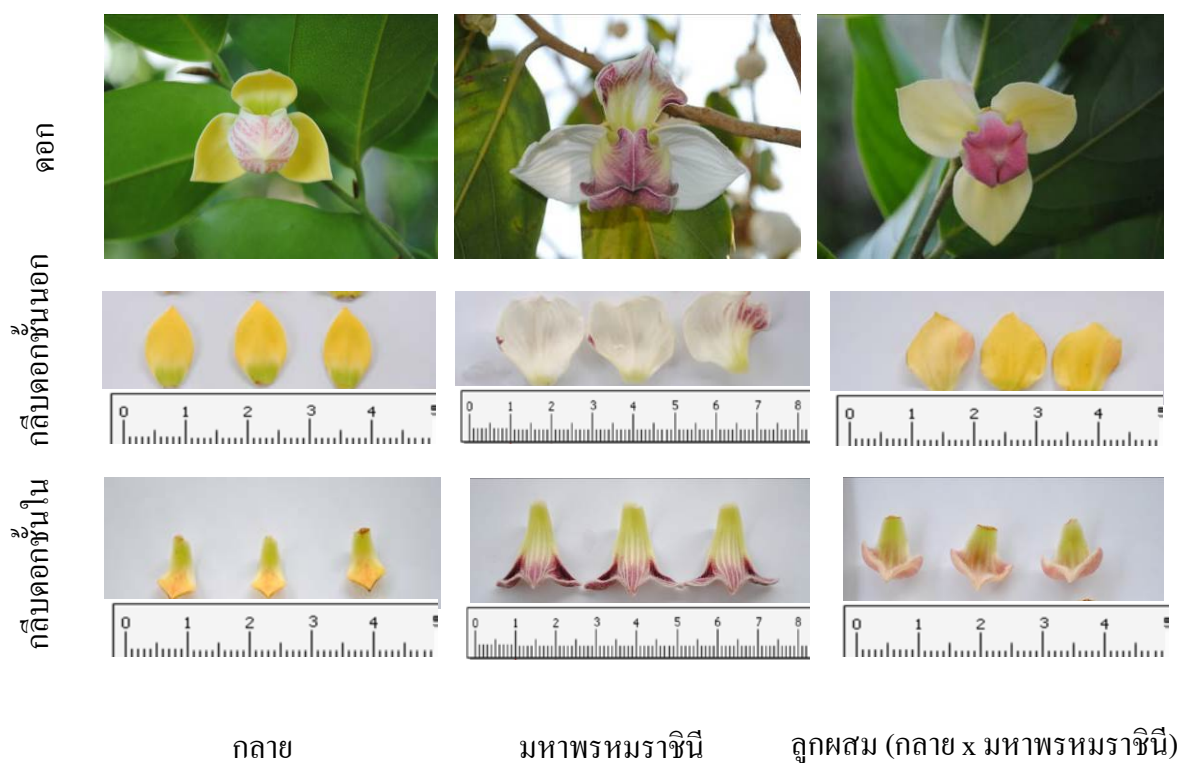 ดอก
กลีบดอกชั้นนอก
0 1 2 3 4 5
0 1 2 3 4 5 6 7 8
0 1 2 3 4
กลีบดอกชั้นใน
0 1 2 3 4
0 1 2 3 4 5 6 7 8
0 1 2 3 4 5
กลาย
มหาพรหมราชินี
ลูกผสม (กลาย x มหาพรหมราชินี)